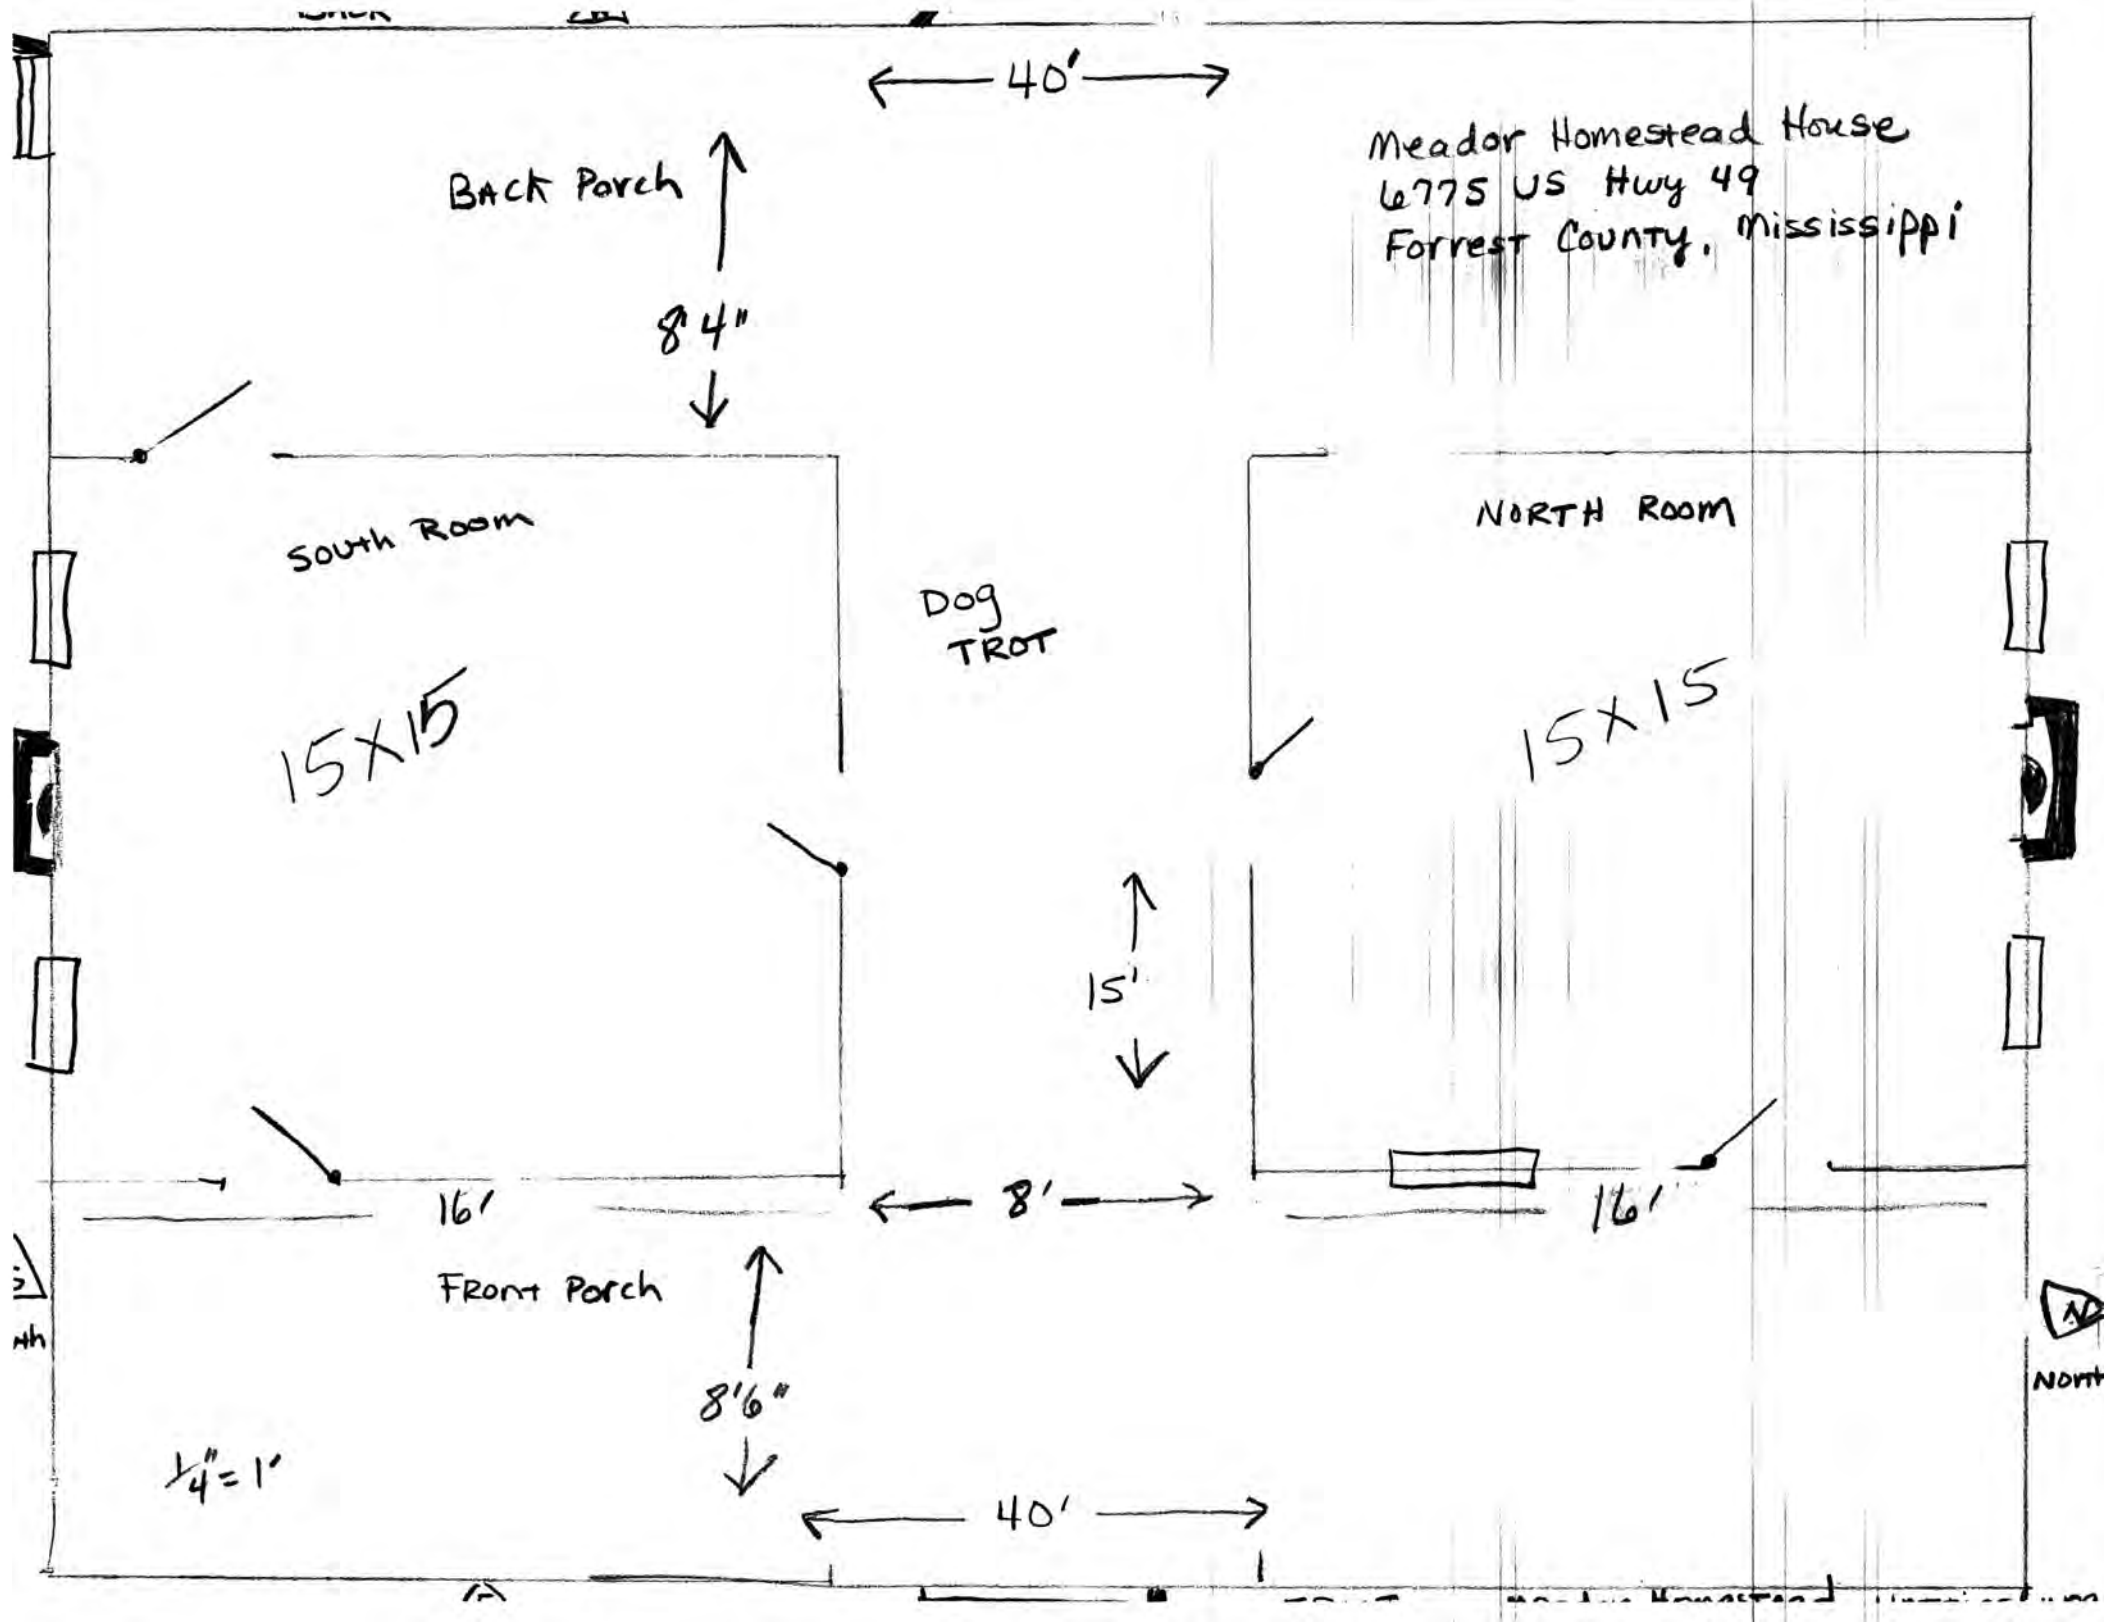 40'
Meador Homestead House
6775 US Hwy 49
Forrest County, Mississippi
BACK Porch
8'4"
South Room
NORTH ROOM
Dog
TROT
15X15
15X15
15'
16'
8'
16'
Front Porch
N
North
8'6"
1/4" = 1'
40'